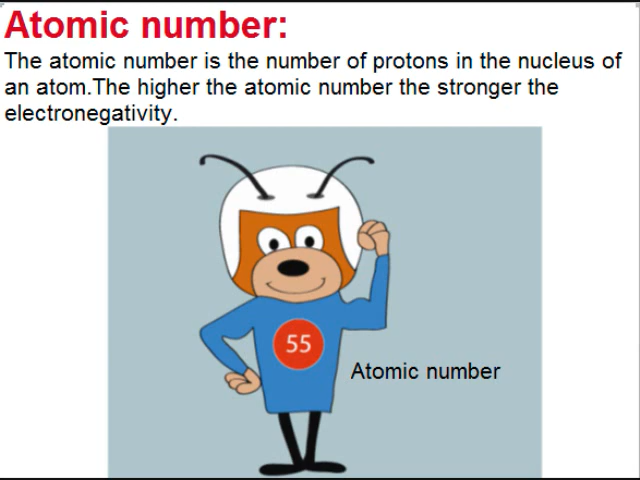 Atomic number:
The atomic number is the number of protons in the nucleus of
an atom.The higher the atomic number the stronger the
electronegativity.
55
Atomic number